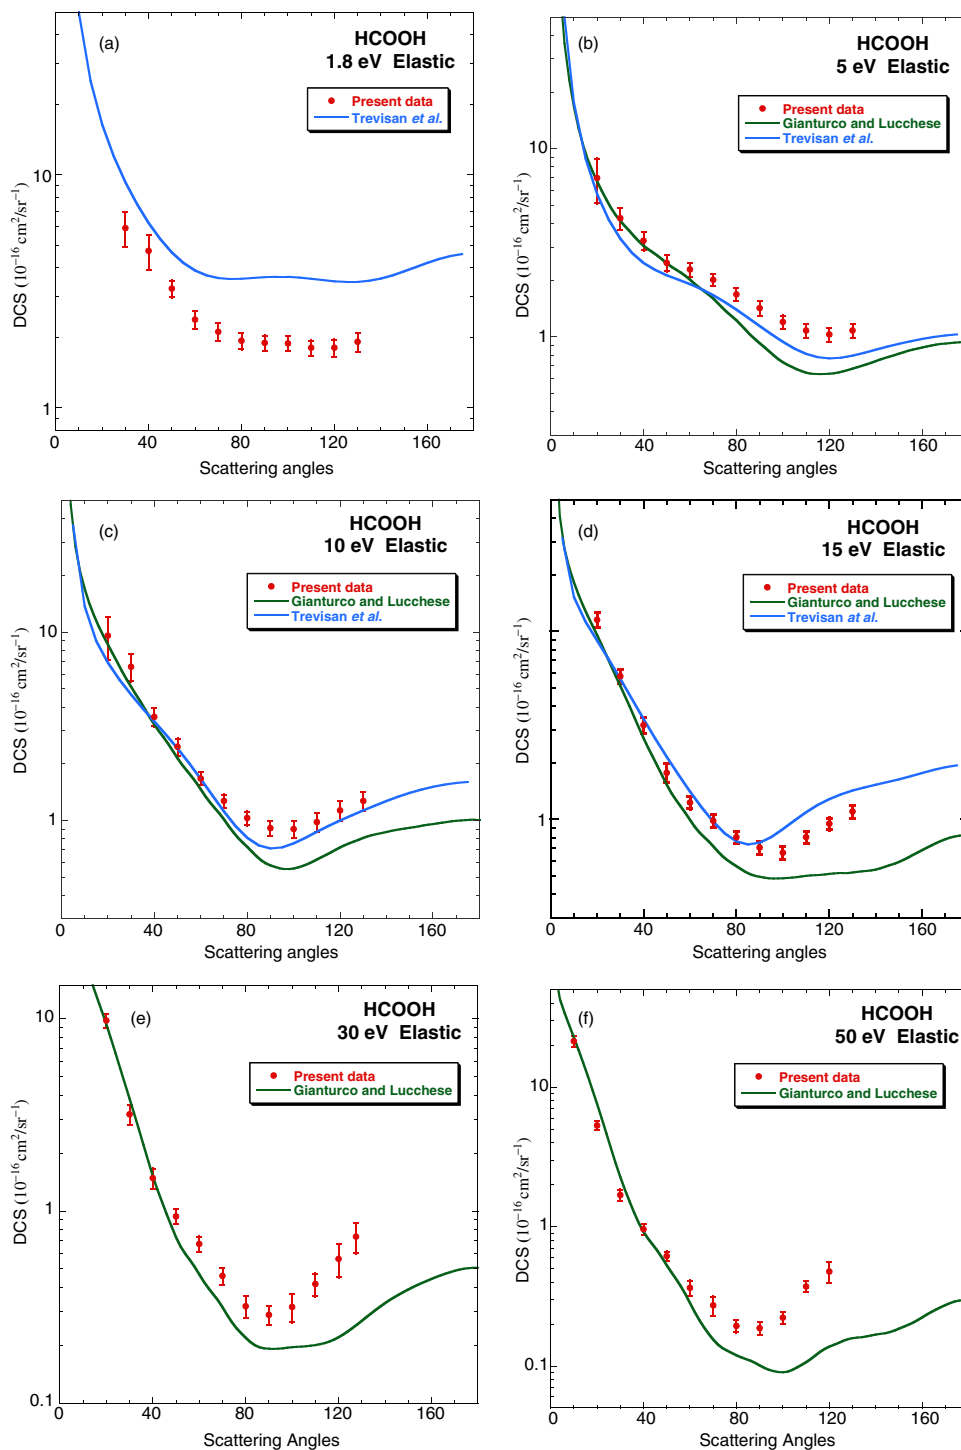 (a)
HCOOH
1.8 eV Elastic
Present data
Trevisan et al.
10
1
DCS (10⁻¹⁶ cm²/sr⁻¹)
0 40 80 120 160
Scattering angles
(b)
HCOOH
5 eV Elastic
Present data
Gianturco and Lucchese
Trevisan et al.
10
1
DCS (10⁻¹⁶ cm²/sr⁻¹)
0 40 80 120 160
Scattering angles
(c)
HCOOH
10 eV Elastic
Present data
Gianturco and Lucchese
Trevisan et al.
10
1
DCS (10⁻¹⁶ cm²/sr⁻¹)
0 40 80 120 160
Scattering angles
(d)
HCOOH
15 eV Elastic
Present data
Gianturco and Lucchese
Trevisan at al.
10
1
DCS (10⁻¹⁶ cm²/sr⁻¹)
0 40 80 120 160
Scattering angles
(e)
HCOOH
30 eV Elastic
Present data
Gianturco and Lucchese
10
1
0.1
DCS (10⁻¹⁶ cm²/sr⁻¹)
0 40 80 120 160
Scattering Angles
(f)
HCOOH
50 eV Elastic
Present data
Gianturco and Lucchese
10
1
0.1
DCS (10⁻¹⁶ cm²/sr⁻¹)
0 40 80 120 160
Scattering Angles